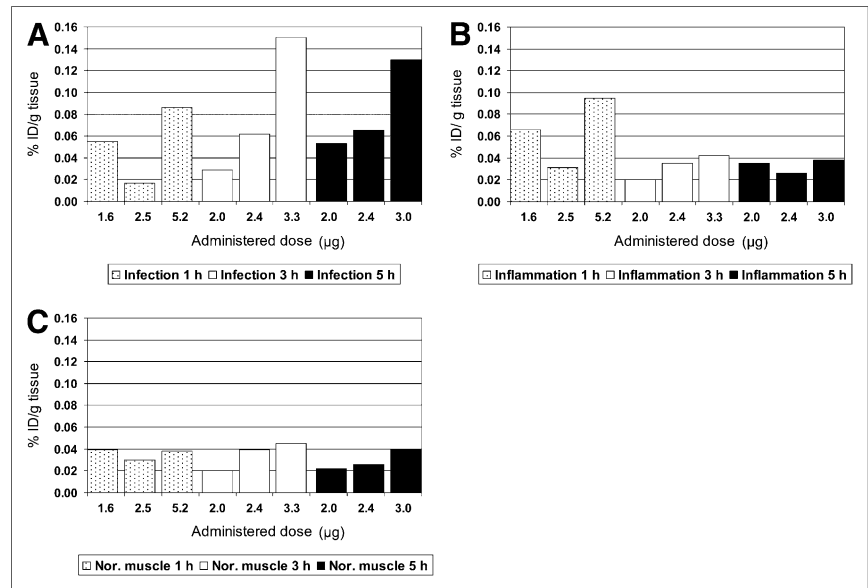 A
0.16
0.14
0.12
0.10
0.08
0.06
0.04
0.02
0.00
% ID/g tissue
1.6 2.5 5.2 2.0 2.4 3.3 2.0 2.4 3.0
Administered dose (µg)
Infection 1 h Infection 3 h Infection 5 h
B
0.16
0.14
0.12
0.10
0.08
0.06
0.04
0.02
0.00
% ID/ g tissue
1.6 2.5 5.2 2.0 2.4 3.3 2.0 2.4 3.0
Administered dose (µg)
Inflammation 1 h Inflammation 3 h Inflammation 5 h
C
0.16
0.14
0.12
0.10
0.08
0.06
0.04
0.02
0.00
% ID/g tissue
1.6 2.5 5.2 2.0 2.4 3.3 2.0 2.4 3.0
Administered dose (µg)
Nor. muscle 1 h Nor. muscle 3 h Nor. muscle 5 h